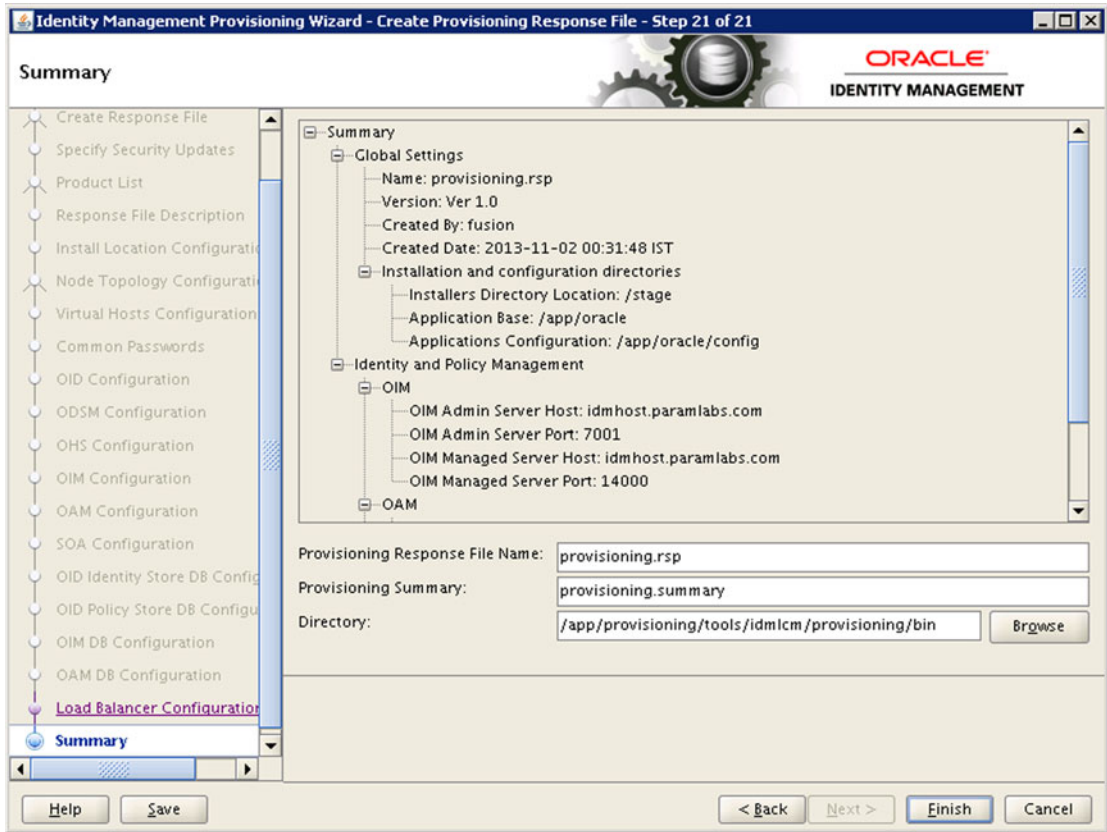 Identity Management Provisioning Wizard - Create Provisioning Response File - Step 21 of 21
Summary
ORACLE
IDENTITY MANAGEMENT
Create Response File
Specify Security Updates
Product List
Response File Description
Install Location Configuratio
Node Topology Configurati
Virtual Hosts Configuration
Common Passwords
OID Configuration
ODSM Configuration
OHS Configuration
OIM Configuration
OAM Configuration
SOA Configuration
OID Identity Store DB Config
OID Policy Store DB Configu
OIM DB Configuration
OAM DB Configuration
Load Balancer Configuration
Summary
Summary
Global Settings
Name: provisioning.rsp
Version: Ver 1.0
Created By: fusion
Created Date: 2013-11-02 00:31:48 IST
Installation and configuration directories
Installers Directory Location: /stage
Application Base: /app/oracle
Applications Configuration: /app/oracle/config
Identity and Policy Management
OIM
OIM Admin Server Host: idmhost.paramlabs.com
OIM Admin Server Port: 7001
OIM Managed Server Host: idmhost.paramlabs.com
OIM Managed Server Port: 14000
OAM
Provisioning Response File Name: provisioning.rsp
Provisioning Summary: provisioning.summary
Directory: /app/provisioning/tools/idmlcm/provisioning/bin Browse
Help Save < Back Next > Finish Cancel